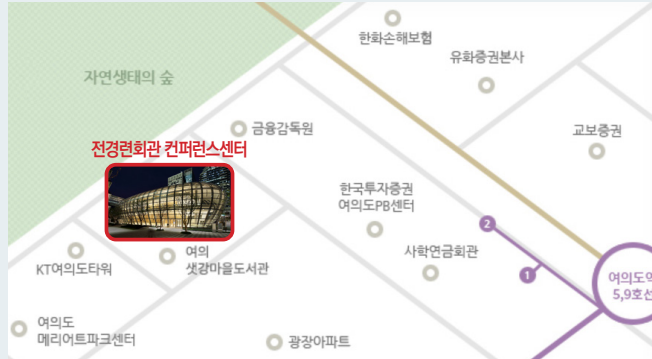 한화손해보험
유화증권본사
자연생태의 숲
금융감독원
교보증권
전경련회관 컨퍼런스센터
한국투자증권
여의도PB센터
2
사학연금회관
여의
샛강마을도서관
KT여의도타워
1
여의도역
5,9호선
여의도
메리어트파크센터
광장아파트